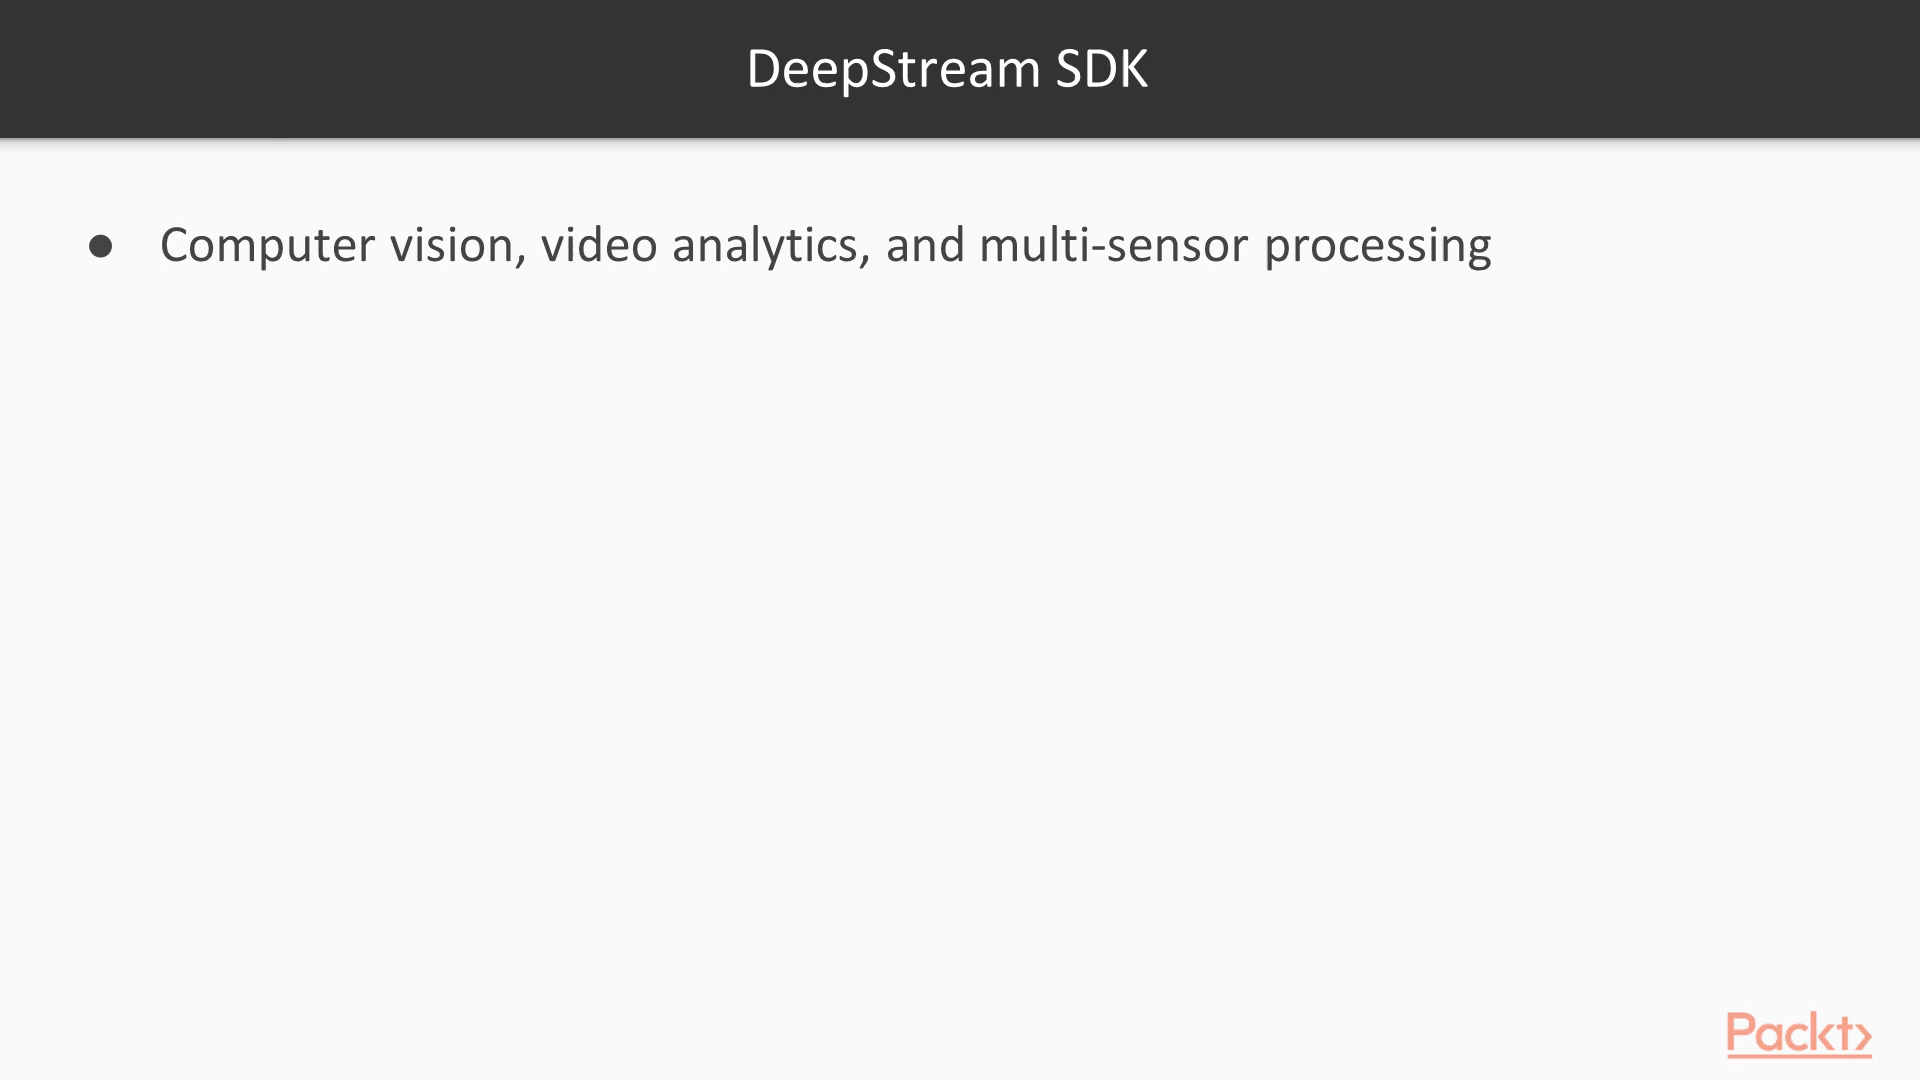 DeepStream SDK
● Computer vision, video analytics, and multi-sensor processing
Packt>